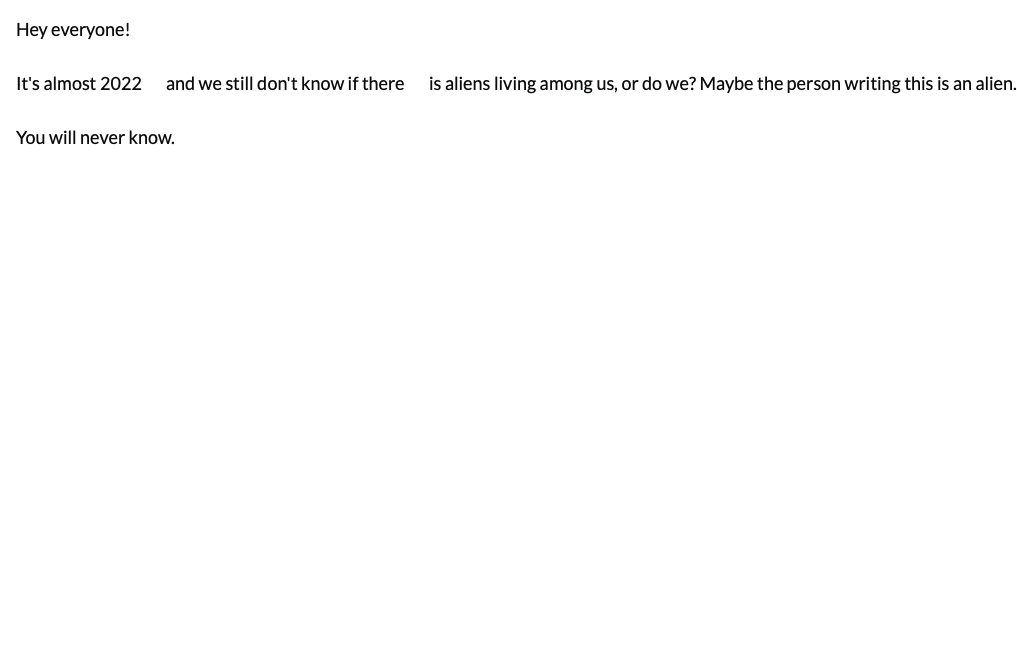 Hey everyone!
It's almost 2022 and we still don't know if there is aliens living among us, or do we? Maybe the person writing this is an alien.
You will never know.